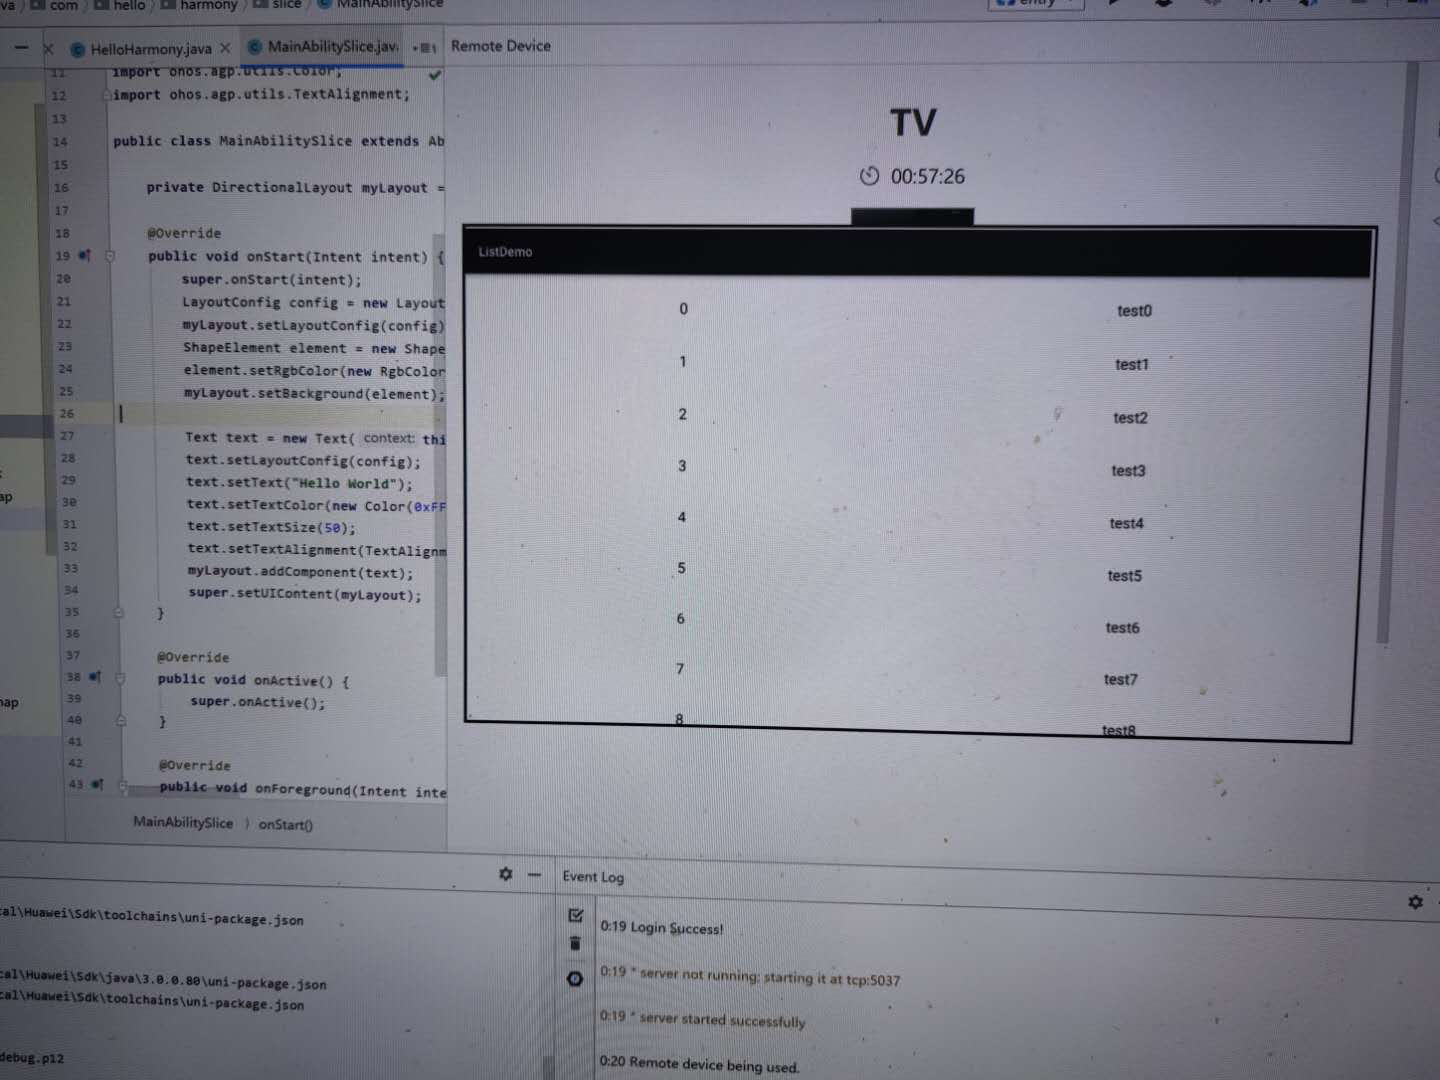 va com hello harmony slice MainAbilitySlice
entry
HelloHarmony.java
MainAbilitySlice.jav
Remote Device
11 import ohos.agp.utils.Color;
12 import ohos.agp.utils.TextAlignment;
13
14 public class MainAbilitySlice extends Ab
15
16 private DirectionalLayout myLayout =
17
18 @Override
19 public void onStart(Intent intent) {
20 super.onStart(intent);
21 LayoutConfig config = new Layout
22 myLayout.setLayoutConfig(config)
23 ShapeElement element = new Shape
24 element.setRgbColor(new RgbColor
25 myLayout.setBackground(element);
26
27 Text text = new Text( context: thi
28 text.setLayoutConfig(config);
29 text.setText("Hello World");
30 text.setTextColor(new Color(0xFF
31 text.setTextSize(50);
32 text.setTextAlignment(TextAlignm
33 myLayout.addComponent(text);
34 super.setUIContent(myLayout);
35 }
36
37 @Override
38 public void onActive() {
39 super.onActive();
40 }
41
42 @Override
43 public void onForeground(Intent inte
MainAbilitySlice 〉 onStart()
ap
nap
TV
00:57:26
ListDemo
0 test0
1 test1
2 test2
3 test3
4 test4
5 test5
6 test6
7 test7
8 test8
cal\Huawei\Sdk\toolchains\uni-package.json
cal\Huawei\Sdk\java\3.0.0.80\uni-package.json
cal\Huawei\Sdk\toolchains\uni-package.json
debug.p12
Event Log
0:19 Login Success!
0:19 * server not running; starting it at tcp:5037
0:19 * server started successfully
0:20 Remote device being used.